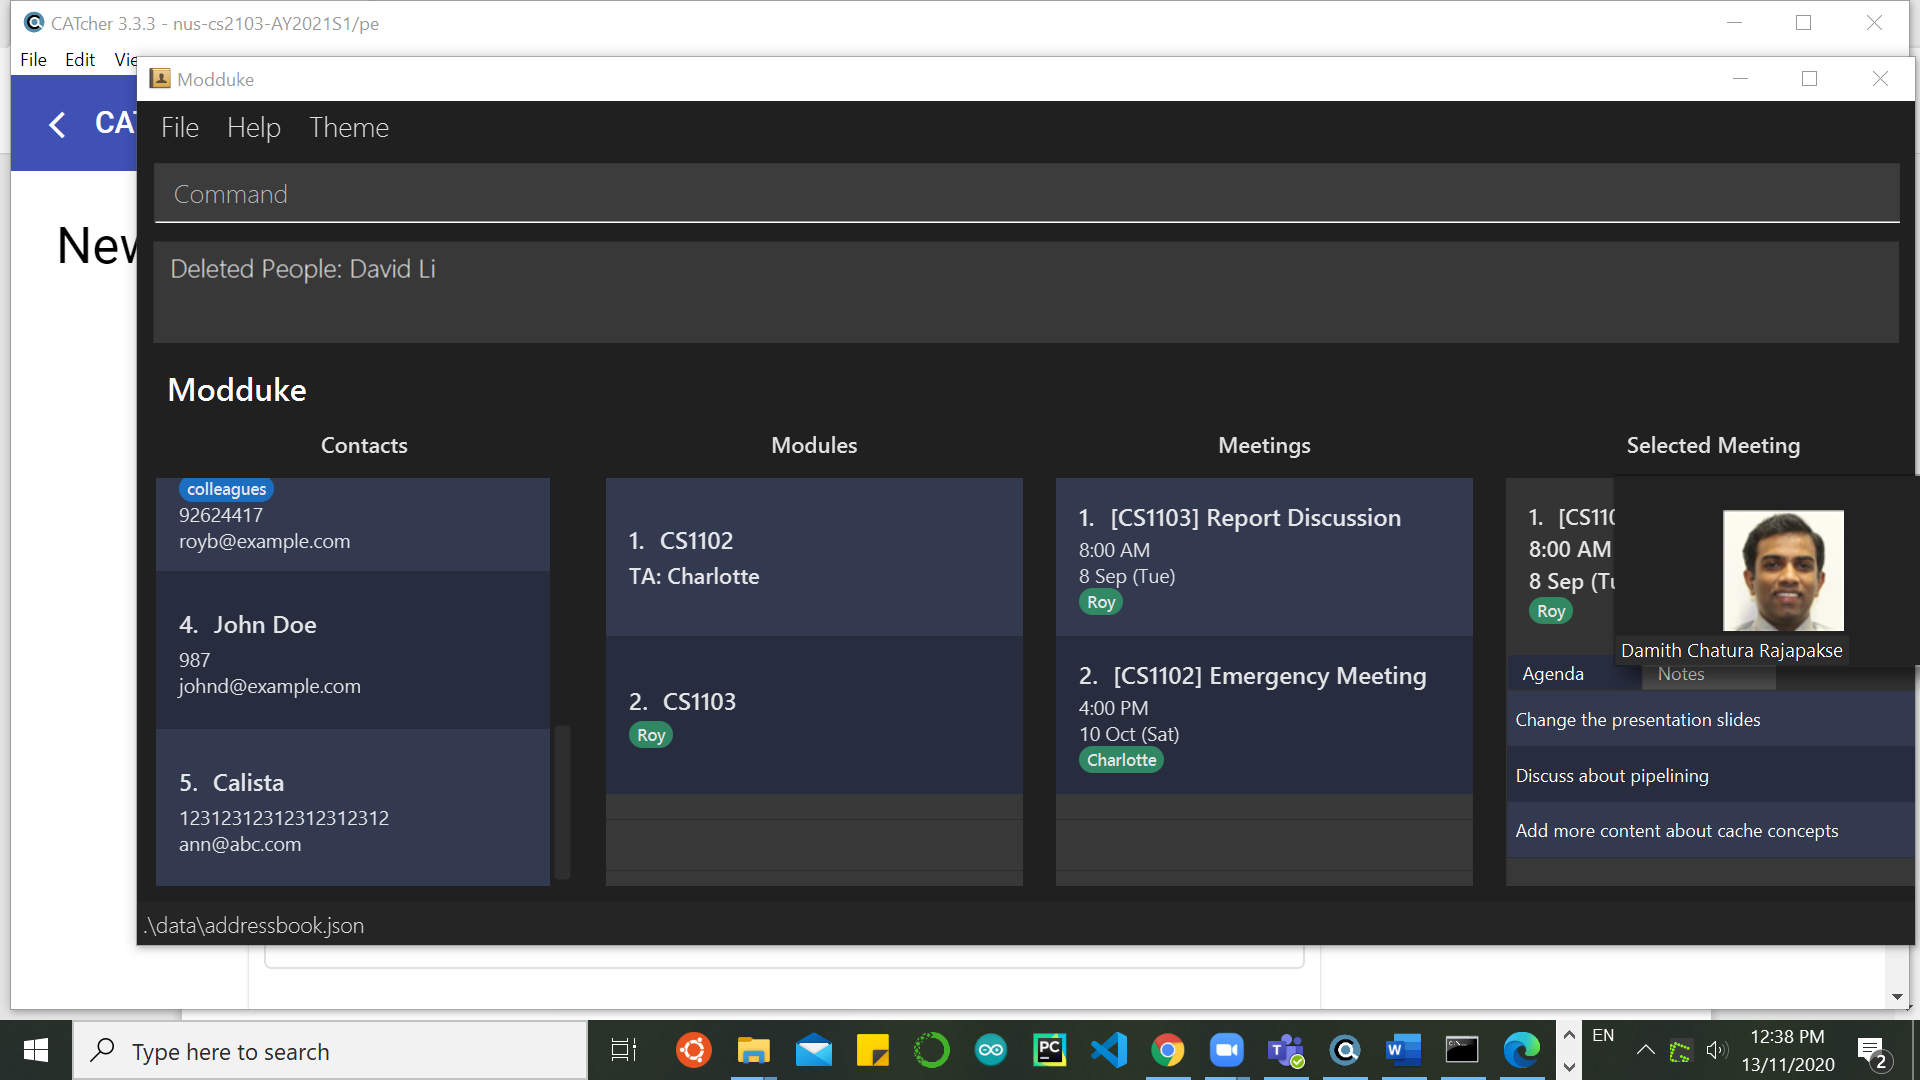 CATcher 3.3.3 - nus-cs2103-AY2021S1/pe
File Edit Vie
Modduke
CAT
File Help Theme
Command
New
Deleted People: David Li
Modduke
Contacts
Modules
Meetings
Selected Meeting
colleagues
92624417
royb@example.com
4. John Doe
987
johnd@example.com
5. Calista
12312312312312312312
ann@abc.com
1. CS1102
TA: Charlotte
2. CS1103
Roy
1. [CS1103] Report Discussion
8:00 AM
8 Sep (Tue)
Roy
2. [CS1102] Emergency Meeting
4:00 PM
10 Oct (Sat)
Charlotte
1. [CS110
8:00 AM
8 Sep (Tu
Roy
Damith Chatura Rajapakse
Agenda Notes
Change the presentation slides
Discuss about pipelining
Add more content about cache concepts
.\data\addressbook.json
Type here to search
PC
EN
12:38 PM
13/11/2020
2